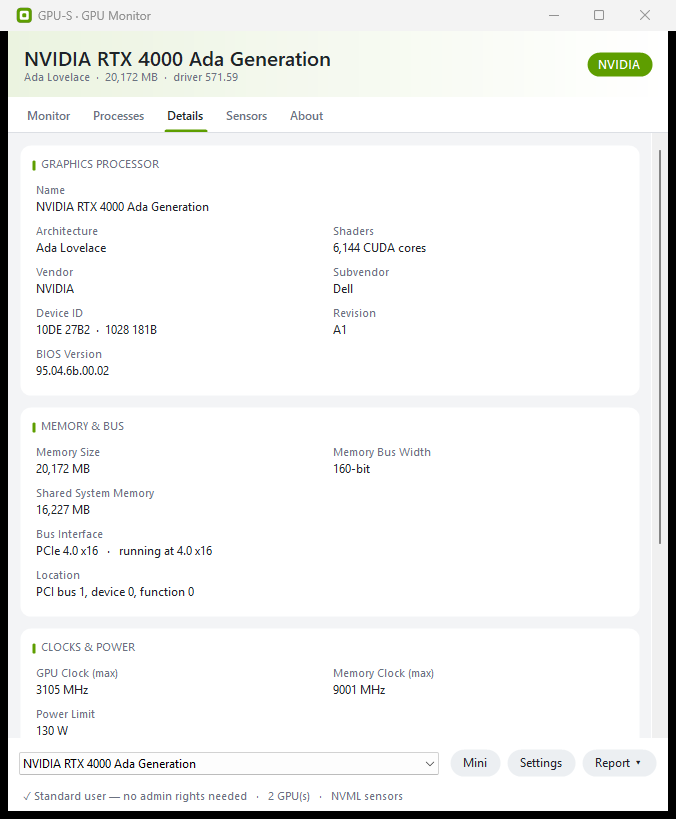 GPU-S · GPU Monitor
NVIDIA RTX 4000 Ada Generation
Ada Lovelace · 20,172 MB · driver 571.59
NVIDIA
Monitor Processes Details Sensors About
GRAPHICS PROCESSOR
Name
NVIDIA RTX 4000 Ada Generation
Architecture Shaders
Ada Lovelace 6,144 CUDA cores
Vendor Subvendor
NVIDIA Dell
Device ID Revision
10DE 27B2 · 1028 181B A1
BIOS Version
95.04.6b.00.02
MEMORY & BUS
Memory Size Memory Bus Width
20,172 MB 160-bit
Shared System Memory
16,227 MB
Bus Interface
PCIe 4.0 x16 · running at 4.0 x16
Location
PCI bus 1, device 0, function 0
CLOCKS & POWER
GPU Clock (max) Memory Clock (max)
3105 MHz 9001 MHz
Power Limit
130 W
NVIDIA RTX 4000 Ada Generation Mini Settings Report ▾
✓ Standard user — no admin rights needed · 2 GPU(s) · NVML sensors